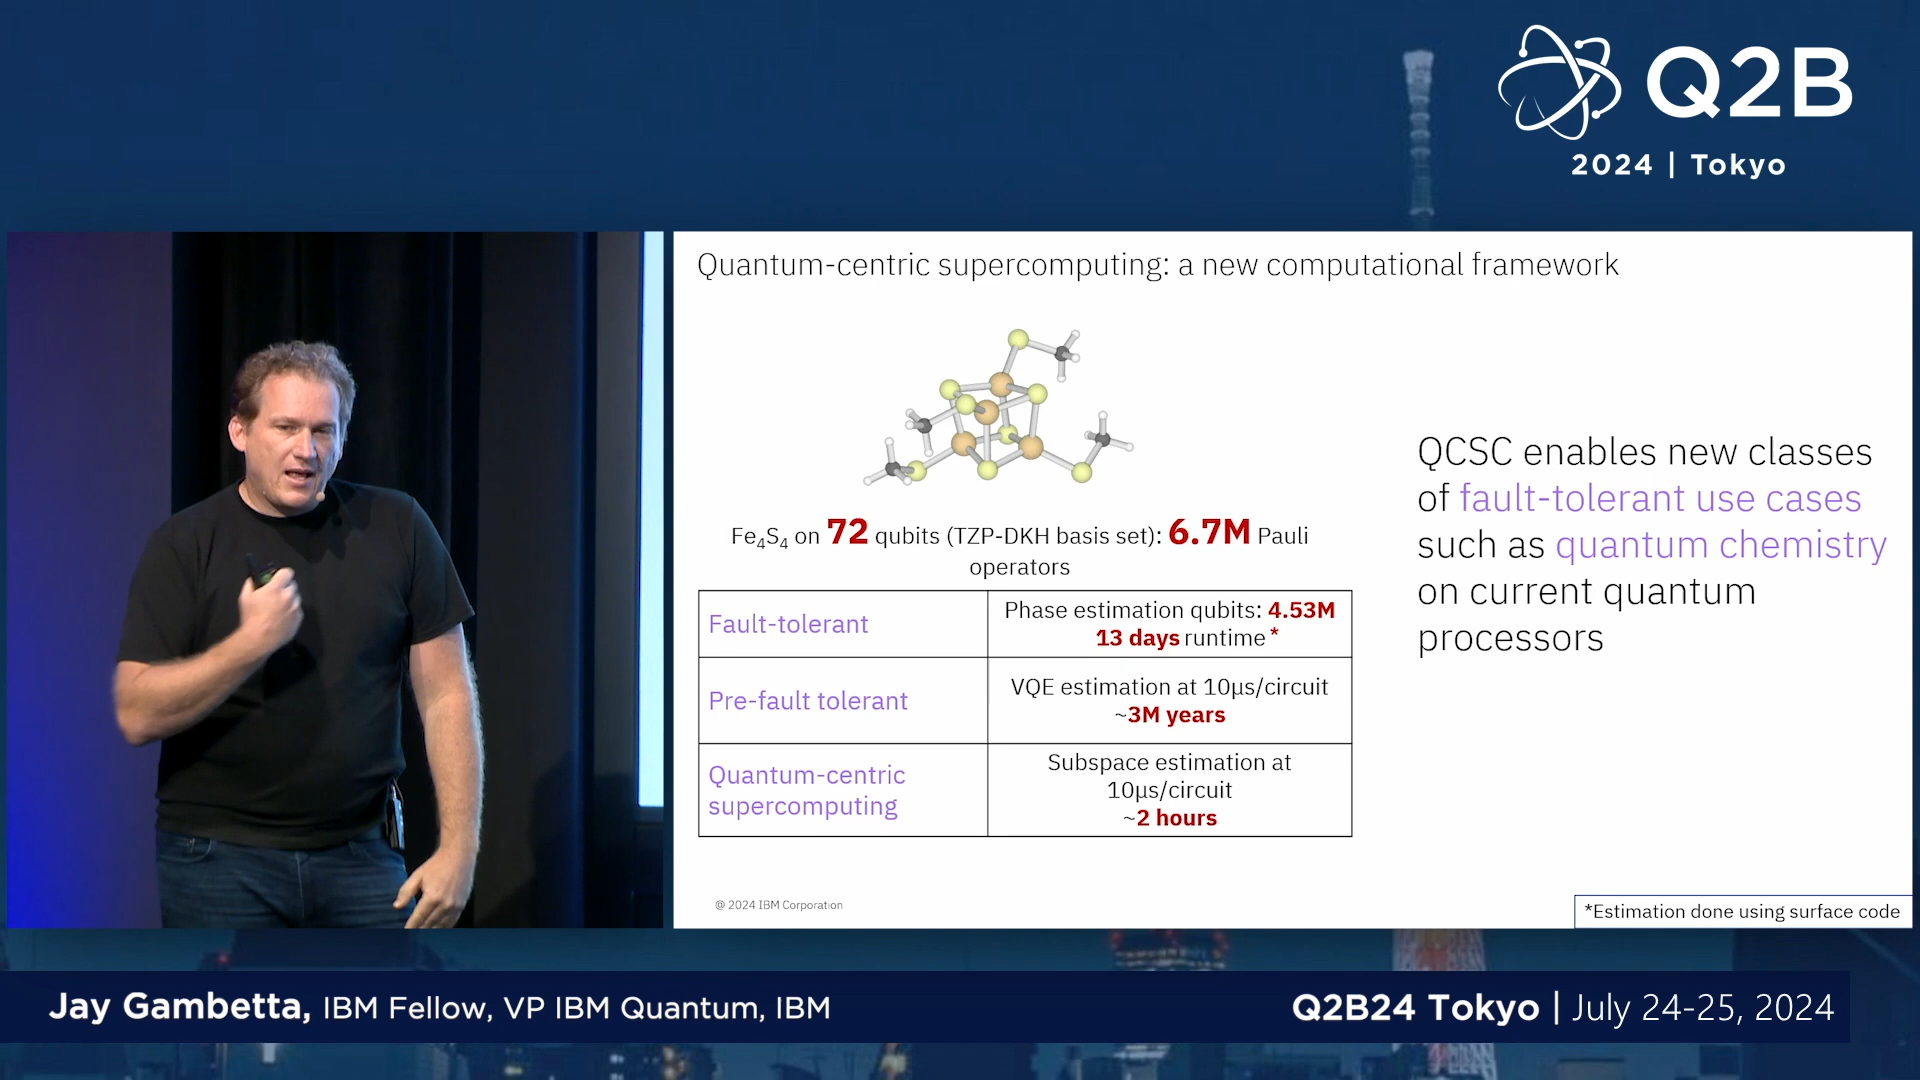 Q2B
2024 | Tokyo
Quantum-centric supercomputing: a new computational framework
Fe4S4 on 72 qubits (TZP-DKH basis set): 6.7M Pauli
operators
Fault-tolerant
Phase estimation qubits: 4.53M
13 days runtime*
Pre-fault tolerant
VQE estimation at 10µs/circuit
~3M years
Quantum-centric
supercomputing
Subspace estimation at
10µs/circuit
~2 hours
QCSC enables new classes
of fault-tolerant use cases
such as quantum chemistry
on current quantum
processors
@ 2024 IBM Corporation
*Estimation done using surface code
Jay Gambetta, IBM Fellow, VP IBM Quantum, IBM
Q2B24 Tokyo | July 24-25, 2024